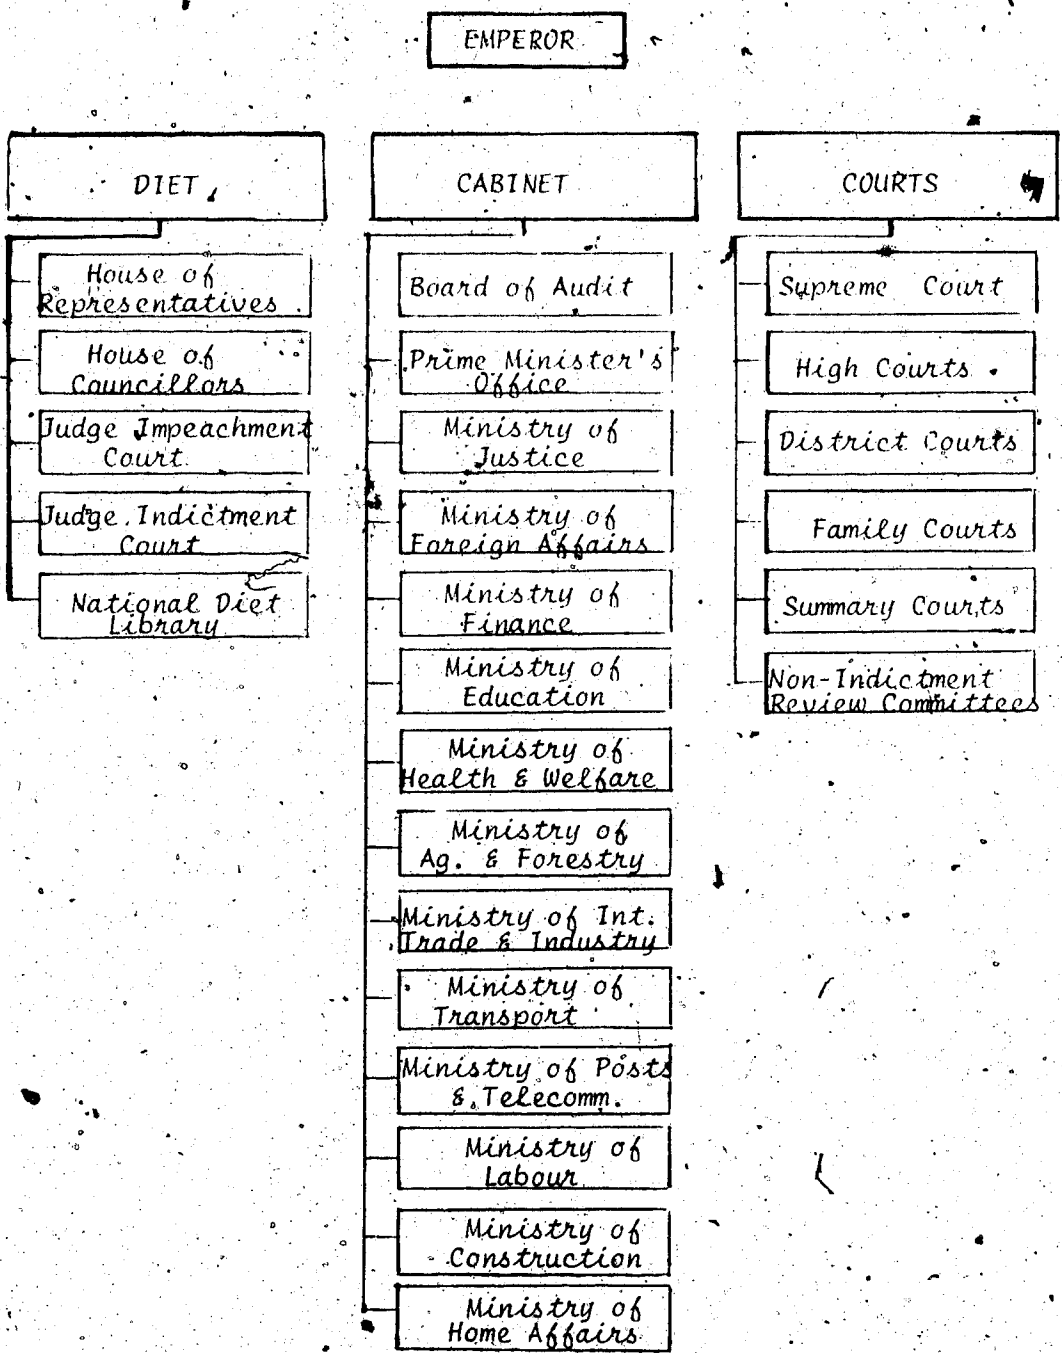 EMPEROR
DIET
House of
Representatives
House of
Councillors
Judge Impeachment
Court
Judge Indictment
Court
National Diet
Library
CABINET
Board of Audit
Prime Minister's
Office
Ministry of
Justice
Ministry of
Foreign Affairs
Ministry of
Finance
Ministry of
Education
Ministry of
Health & Welfare
Ministry of
Ag. & Forestry
Ministry of Int.
Trade & Industry
Ministry of
Transport
Ministry of Posts
& Telecomm.
Ministry of
Labour
Ministry of
Construction
Ministry of
Home Affairs
COURTS
Supreme Court
High Courts
District Courts
Family Courts
Summary Courts
Non-Indictment
Review Committees